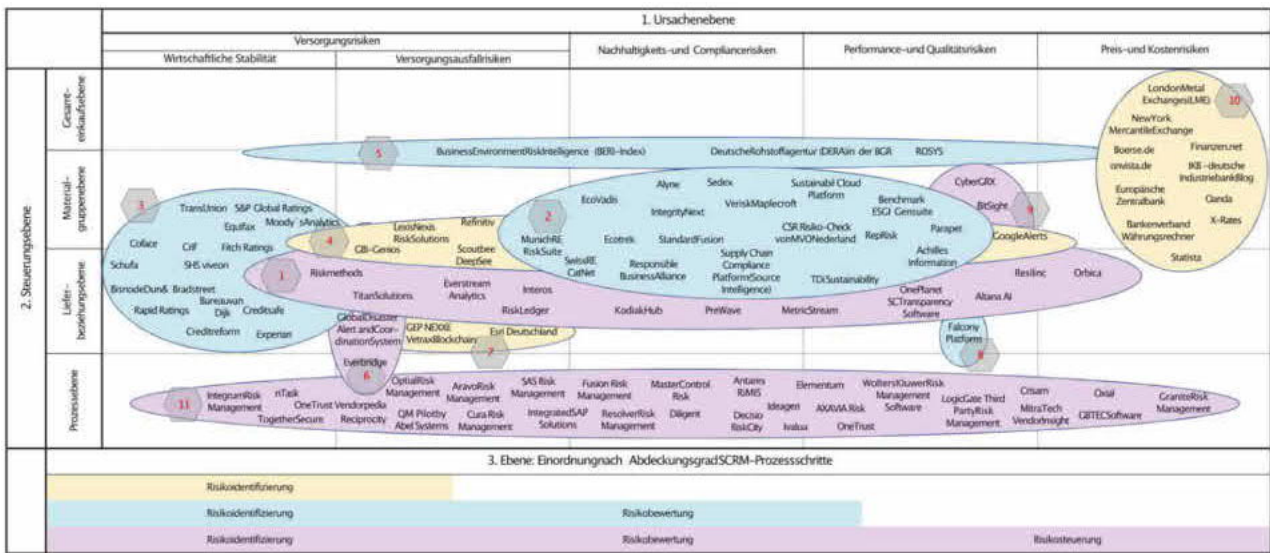 1. Ursachenebene
Versorgungsrisiken
Nachhaltigkeits-und Compliancerisiken
Performance-und Qualitätsrisiken
Preis-und Kostenrisiken
Wirtschaftliche Stabilität
Versorgungsausfallrisiken
2. Steuerungsebene
Gesamt-
einkaufsebene
LondonMetal
Exchange(LME)
10
NewYork
MercantileExchange
Boerse.de
Finanzen.net
onvista.de
IKB -deutsche
IndustriebankBlog
Europäische
Zentralbank
Oanda
X-Rates
Bankenverband
Währungsrechner
Statista
5
BusinessEnvironmentRiskIntelligence (BERI-Index)
DeutscheRohstoffagentur (DERA)in der BGR
ROSYS
Material-
gruppenebene
3
TransUnion
S&P Global Ratings
Equifax
Moody´sAnalytics
Coface
Crif
Fitch Ratings
Schufa
SHS viveon
BisnodeDun& Bradstreet
Bureauvan
Dijk
Rapid Ratings
Creditsafe
Creditreform
Experian
4
LexisNexis
RiskSolutions
Refinitiv
GBI-Genios
Scoutbee
DeepSee
GoogleAlerts
2
EcoVadis
Alyne
Sedex
Sustainabil Cloud
Platform
IntegrityNext
VeriskMaplecroft
Benchmark
ESG| Gensuite
MunichRE
RiskSuite
Ecotrek
StandardFusion
CSR Risiko-Check
vonMVONederland
RepRisk
Parapet
SwissRE
CatNet
Responsible
BusinessAlliance
Supply Chain
Compliance
Platform(Source
Intelligence)
TDiSustainability
Achilles
Information
CyberGRX
BitSight
9
Liefer-
beziehungsebene
1
Riskmethods
TitanSolutions
Everstream
Analytics
Interos
RiskLedger
KodiakHub
PreWave
MetricStream
OnePlanet
SCTransparency
Software
Resilinc
Orbica
Altana AI
GlobalDisaster
Alert andCoor-
dinationSystem
Everbridge
6
GEP NEXXE
VetraxBlockchain
Esri Deutschland
7
Falcony
Platform
8
Prozessebene
11
IntegrumRisk
Management
nTask
OneTrust Vendorpedia
TogetherSecure
Reciprocity
OptialRisk
Management
QM Pilotby
Abel Systems
AravoRisk
Management
Cura Risk
Management
SAS Risk
Management
IntegratedSAP
Solutions
Fusion Risk
Management
ResolverRisk
Management
MasterControl
Risk
Diligent
Antares
RiMIS
Decisio
RiskCity
Ideagen
Ivalua
Elementum
AXAVIA Risk
OneTrust
WoltersKluwerRisk
Management
Software
LogicGate Third
PartyRisk
Management
Crisam
MitraTech
VendorInsight
Oxial
GBTECSoftware
GraniteRisk
Management
3. Ebene: Einordnungnach AbdeckungsgradSCRM-Prozessschritte
Risikoidentifizierung
Risikoidentifizierung
Risikobewertung
Risikoidentifizierung
Risikobewertung
Risikosteuerung